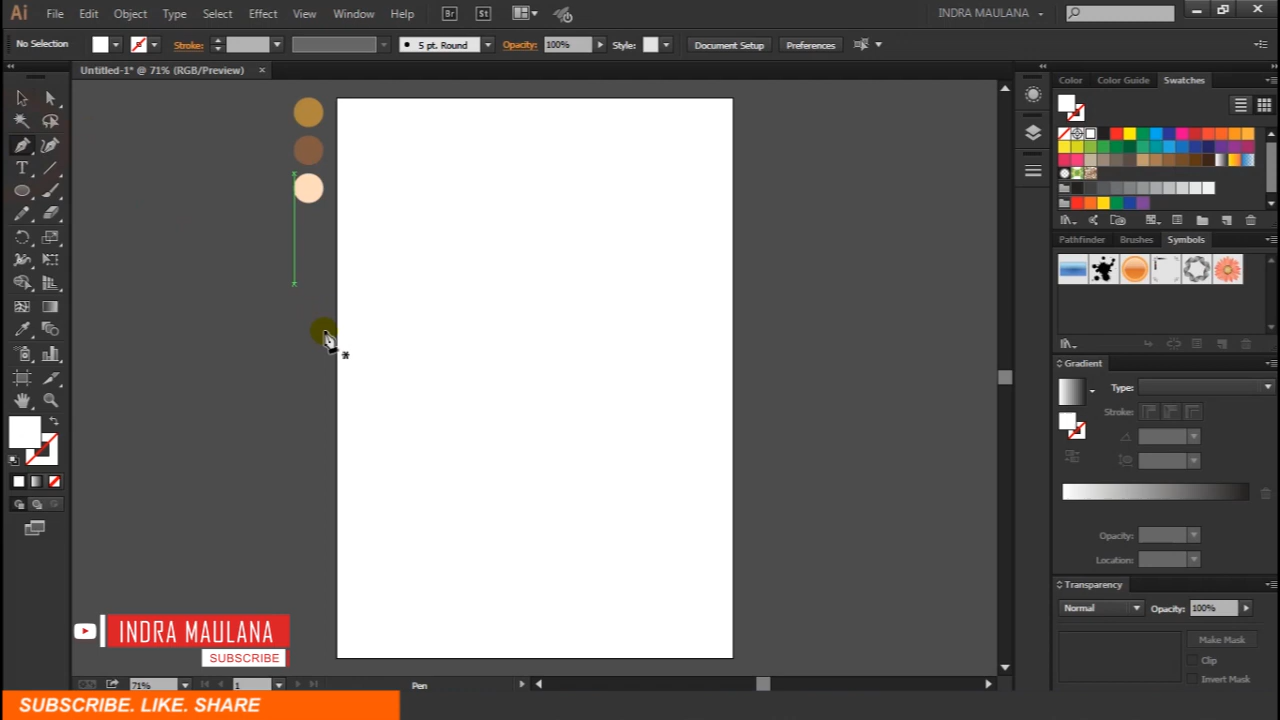 Ai File Edit Object Type Select Effect Window Help Br St INDRA MAULANA
No Selection Stroke: 5 pt. Round Opacity: 100% Style: Document Setup Preferences
Untitled-1* @ 71% (RGB/Preview) ×
Color Color Guide Swatches
Pathfinder Brushes Symbols
Gradient
Type:
Stroke:
Opacity:
Location:
Transparency
Normal Opacity: 100%
Make Mask
Clip
Invert Mask
INDRA MAULANA
SUBSCRIBE
71% 1 Pen
SUBSCRIBE. LIKE. SHARE